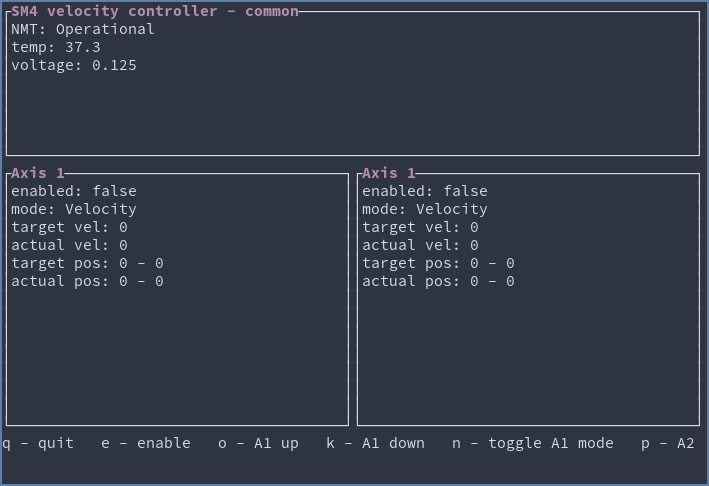 SM4 velocity controller - common
NMT: Operational
temp: 37.3
voltage: 0.125
Axis 1
enabled: false
mode: Velocity
target vel: 0
actual vel: 0
target pos: 0 - 0
actual pos: 0 - 0
Axis 1
enabled: false
mode: Velocity
target vel: 0
actual vel: 0
target pos: 0 - 0
actual pos: 0 - 0
q - quit   e - enable   o - A1 up   k - A1 down   n - toggle A1 mode   p - A2